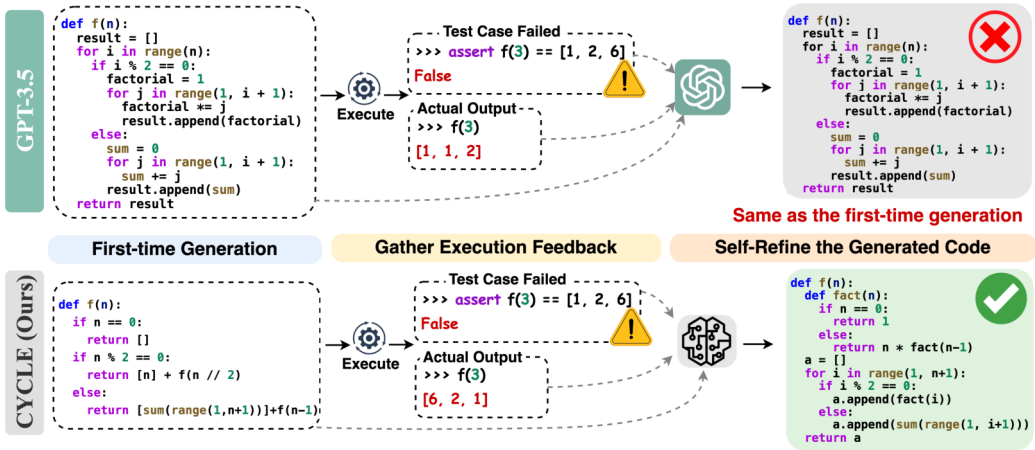 GPT-3.5
def f(n):
  result = []
  for i in range(n):
    if i % 2 == 0:
      factorial = 1
      for j in range(1, i + 1):
        factorial *= j
        result.append(factorial)
    else:
      sum = 0
      for j in range(1, i + 1):
        sum += j
      result.append(sum)
  return result
Execute
Test Case Failed
>>> assert f(3) == [1, 2, 6]
False
Actual Output
>>> f(3)
[1, 1, 2]
def f(n):
  result = []
  for i in range(n):
    if i % 2 == 0:
      factorial = 1
      for j in range(1, i + 1):
        factorial *= j
        result.append(factorial)
    else:
      sum = 0
      for j in range(1, i + 1):
        sum += j
      result.append(sum)
  return result
Same as the first-time generation
First-time Generation
Gather Execution Feedback
Self-Refine the Generated Code
CYCLE (Ours)
def f(n):
  if n == 0:
    return []
  if n % 2 == 0:
    return [n] + f(n // 2)
  else:
    return [sum(range(1,n+1))]+f(n-1)
Execute
Test Case Failed
>>> assert f(3) == [1, 2, 6]
False
Actual Output
>>> f(3)
[6, 2, 1]
def f(n):
  def fact(n):
    if n == 0:
      return 1
    else:
      return n * fact(n-1)
  a = []
  for i in range(1, n+1):
    if i % 2 == 0:
      a.append(fact(i))
    else:
      a.append(sum(range(1, i+1)))
  return a